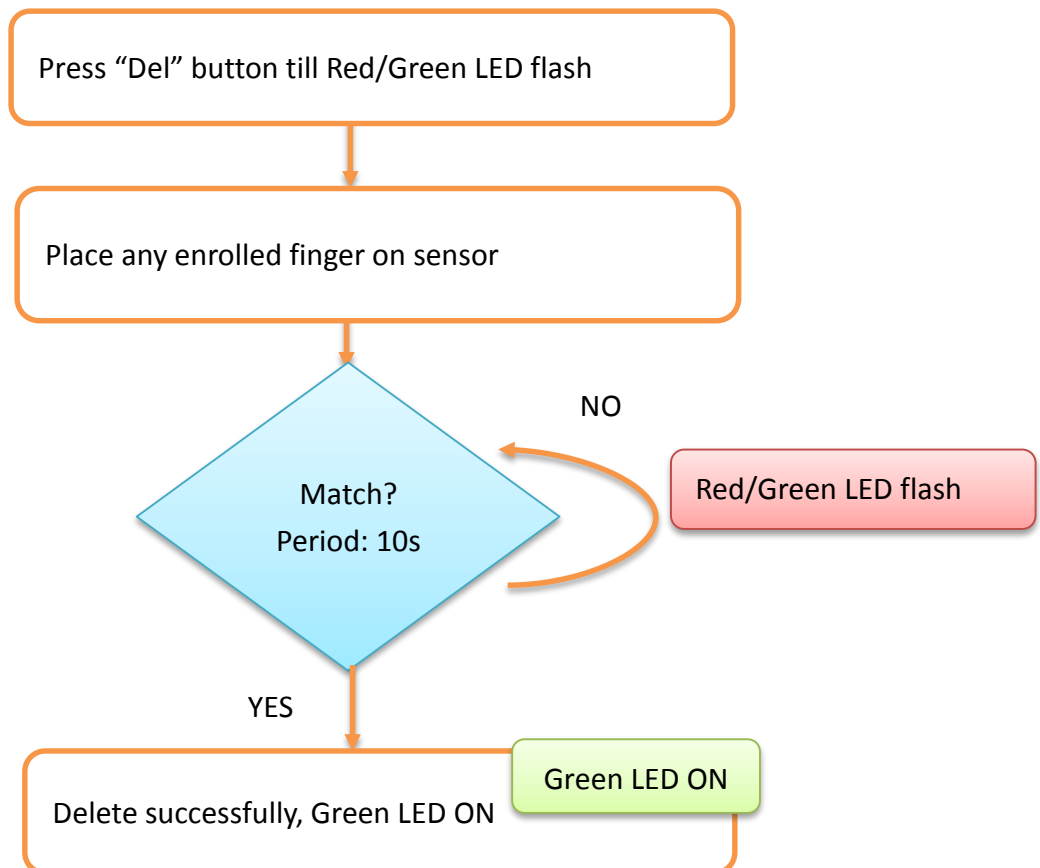 Press “Del” button till Red/Green LED flash
Place any enrolled finger on sensor
NO
Match?
Period: 10s
Red/Green LED flash
YES
Green LED ON
Delete successfully, Green LED ON